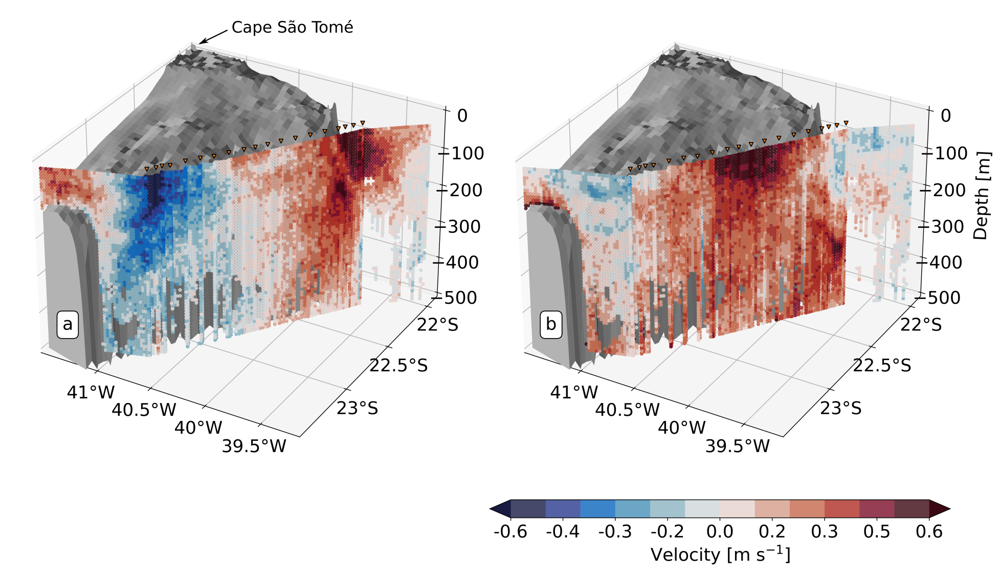 Cape São Tomé
0
100
200
300
400
500
22°S
22.5°S
23°S
41°W
40.5°W
40°W
39.5°W
a
0
100
200
300
400
500
Depth [m]
22°S
22.5°S
23°S
41°W
40.5°W
40°W
39.5°W
b
-0.6 -0.4 -0.3 -0.2 0.0 0.2 0.3 0.5 0.6
Velocity [m s⁻¹]